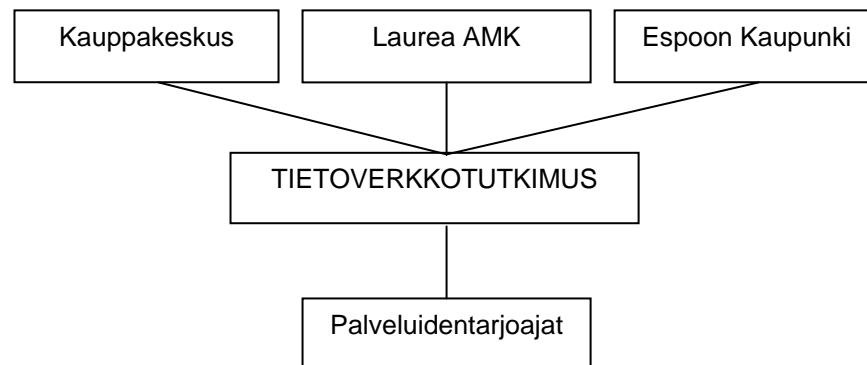 Kauppakeskus
Laurea AMK
Espoon Kaupunki
TIETOVERKKOTUTKIMUS
Palveluidentarjoajat